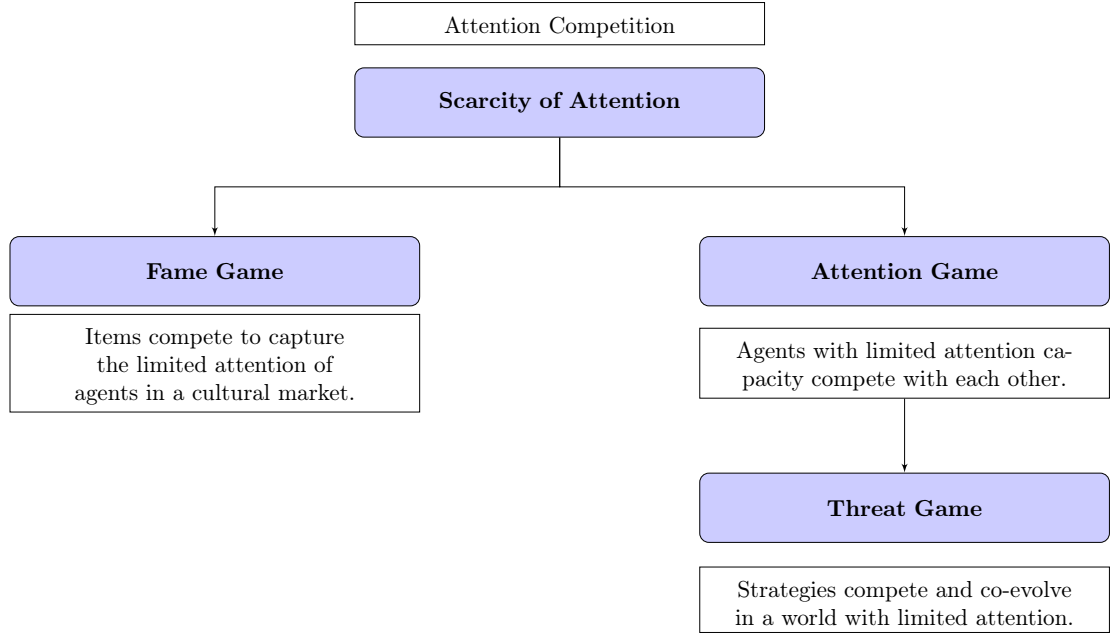 Attention Competition
Scarcity of Attention
Fame Game
Items compete to capture
the limited attention of
agents in a cultural market.
Attention Game
Agents with limited attention ca-
pacity compete with each other.
Threat Game
Strategies compete and co-evolve
in a world with limited attention.